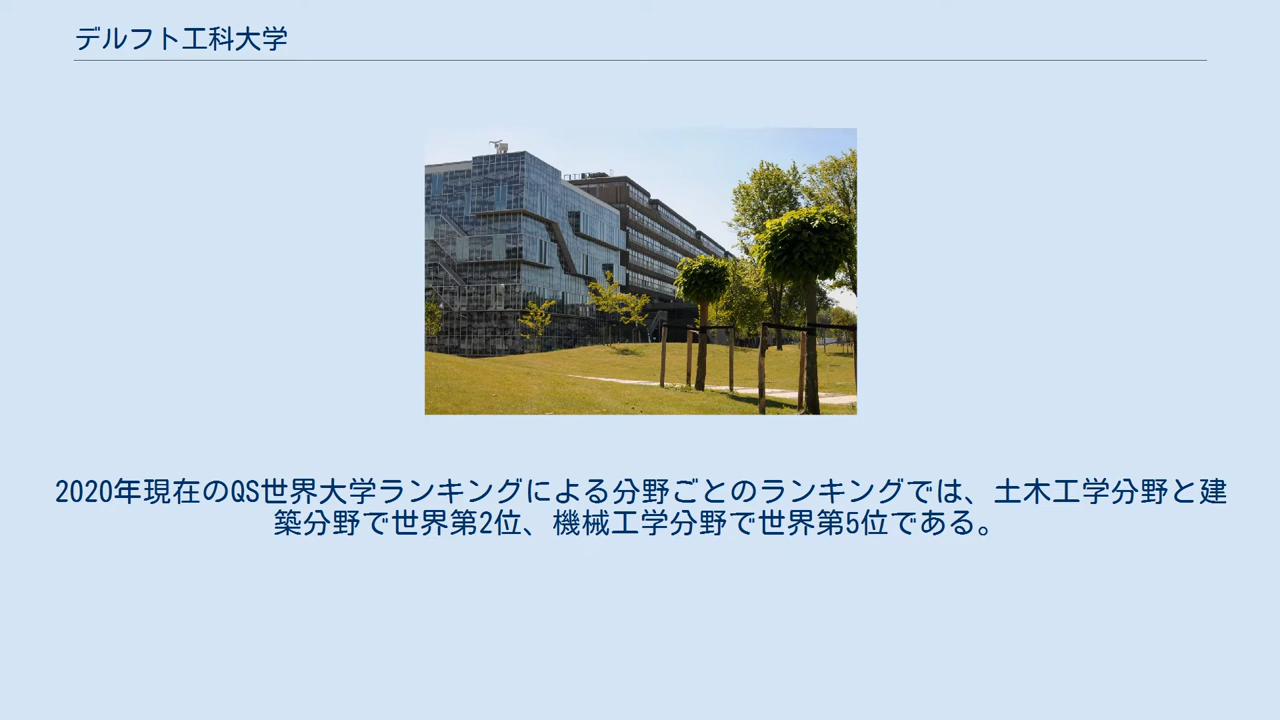 デルフト工科大学
2020年現在のQS世界大学ランキングによる分野ごとのランキングでは、土木工学分野と建
築分野で世界第2位、機械工学分野で世界第5位である。